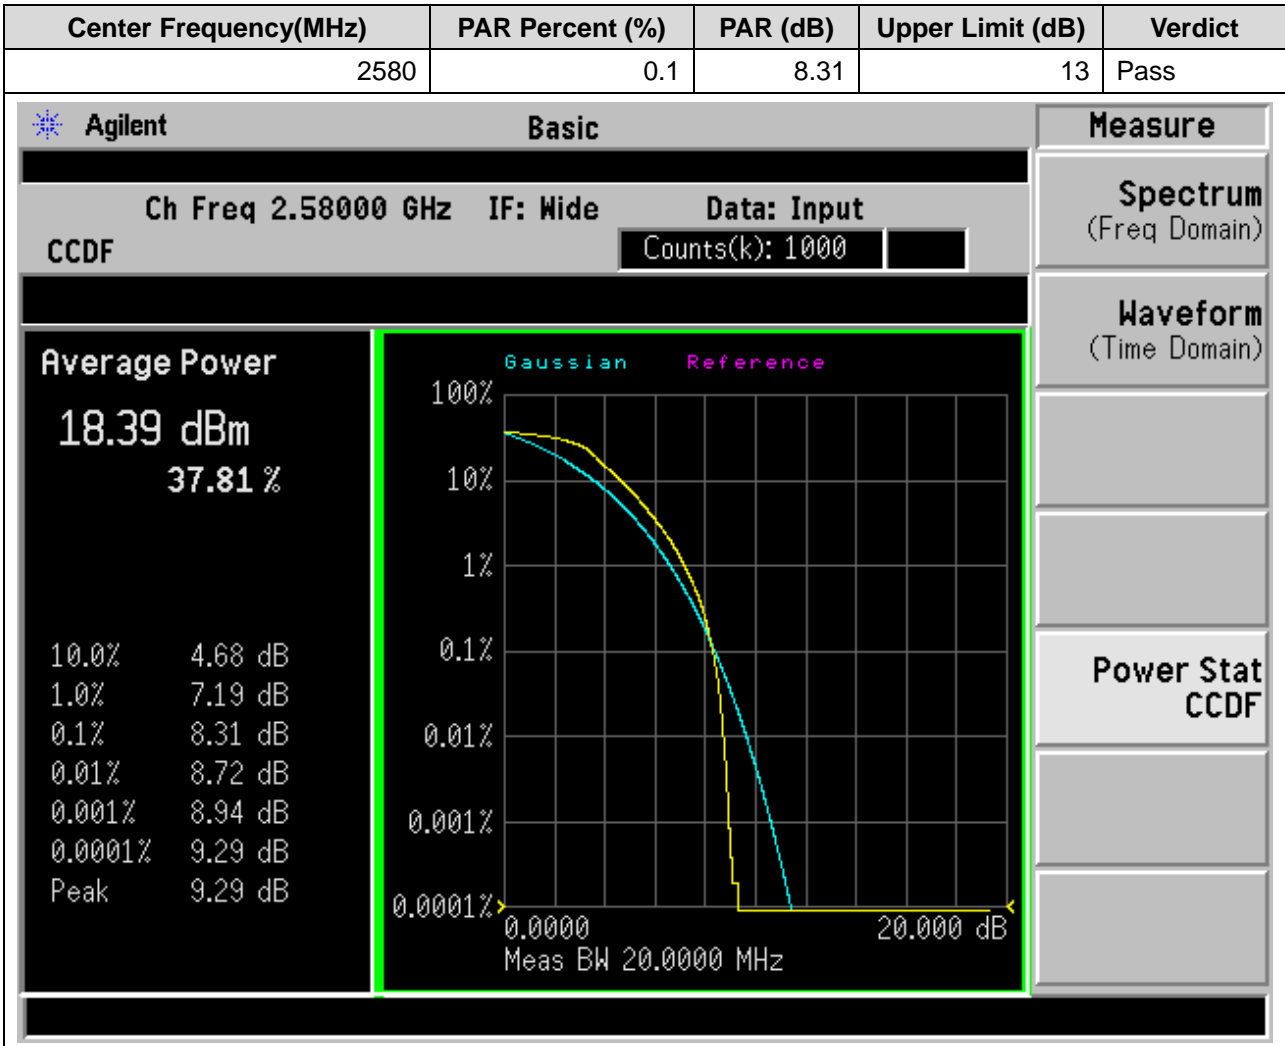 Center Frequency(MHz) PAR Percent (%) PAR (dB) Upper Limit (dB) Verdict
2580 0.1 8.31 13 Pass
Agilent Basic Measure
Ch Freq 2.58000 GHz IF: Wide Data: Input
CCDF Counts(k): 1000
Spectrum
(Freq Domain)
Waveform
(Time Domain)
Power Stat
CCDF
Average Power
18.39 dBm
37.81 %
10.0% 4.68 dB
1.0% 7.19 dB
0.1% 8.31 dB
0.01% 8.72 dB
0.001% 8.94 dB
0.0001% 9.29 dB
Peak 9.29 dB
Gaussian Reference
100%
10%
1%
0.1%
0.01%
0.001%
0.0001%
0.0000 20.000 dB
Meas BW 20.0000 MHz